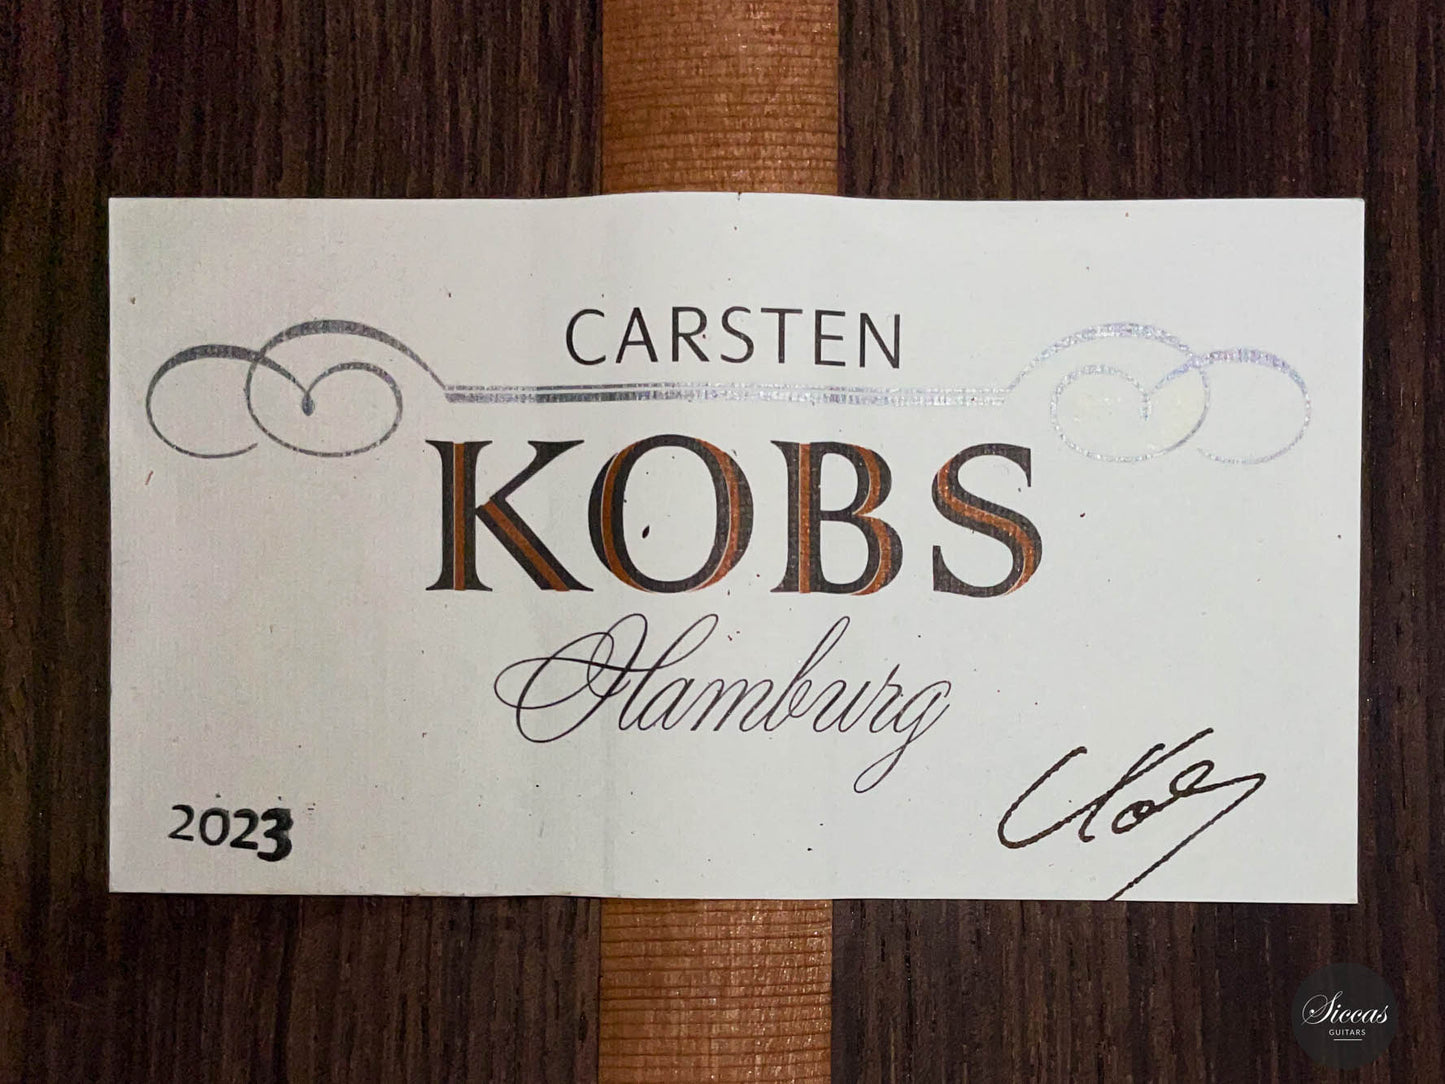 CARSTEN
KOBS
Hamburg
2023
Siccas
GUITARS